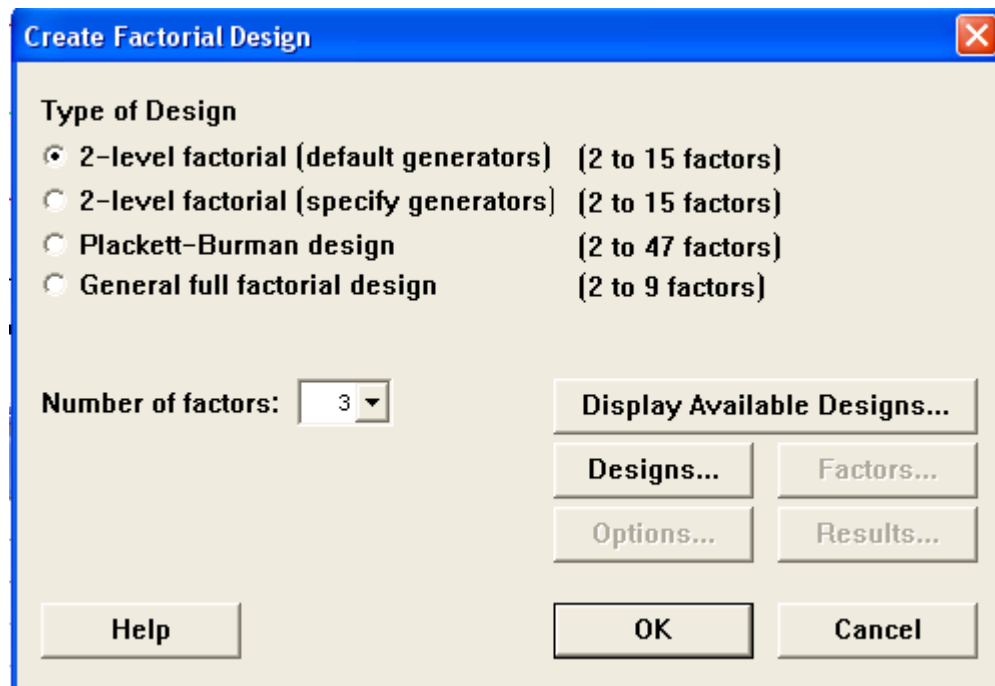 Create Factorial Design
Type of Design
2-level factorial (default generators) (2 to 15 factors)
2-level factorial (specify generators) (2 to 15 factors)
Plackett-Burman design (2 to 47 factors)
General full factorial design (2 to 9 factors)
Number of factors: 3
Display Available Designs...
Designs... Factors...
Options... Results...
Help OK Cancel